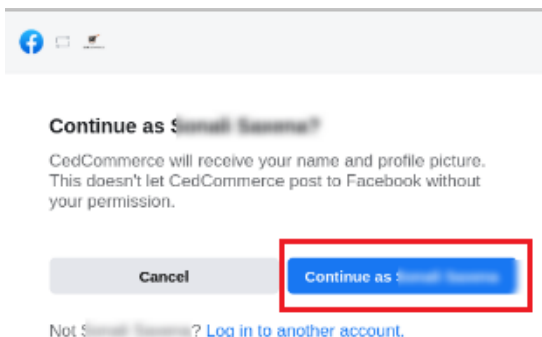 Continue as
CedCommerce will receive your name and profile picture.
This doesn't let CedCommerce post to Facebook without
your permission.
Cancel
Continue as
Not ? Log in to another account.